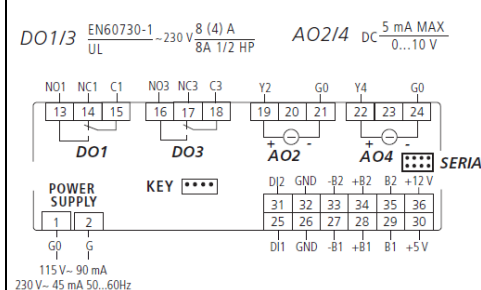 DO1/3 EN60730-1 UL ~230 V 8 (4) A 8A 1/2 HP
AO2/4 DC 5 mA MAX 0...10 V
NO1 NC1 C1 NO3 NC3 C3 Y2 G0 Y4 G0
13 14 15 16 17 18 19 20 21 22 23 24
DO1 DO3 + - AO2 + - AO4 SERIA
POWER SUPPLY
KEY
DI2 GND -B2 +B2 B2 +12 V
1 2
31 32 33 34 35 36
25 26 27 28 29 30
G0 G
DI1 GND -B1 +B1 B1 +5 V
115 V~ 90 mA
230 V~ 45 mA 50...60Hz